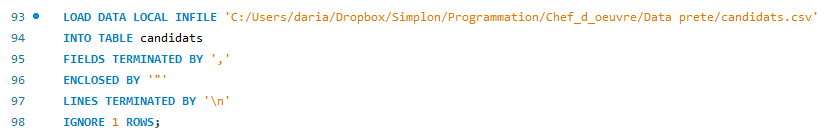 93 LOAD DATA LOCAL INFILE 'C:/Users/daria/Dropbox/Simplon/Programmation/Chef_d_oeuvre/Data prete/candidats.csv'
94 INTO TABLE candidats
95 FIELDS TERMINATED BY ','
96 ENCLOSED BY '"'
97 LINES TERMINATED BY '\n'
98 IGNORE 1 ROWS;